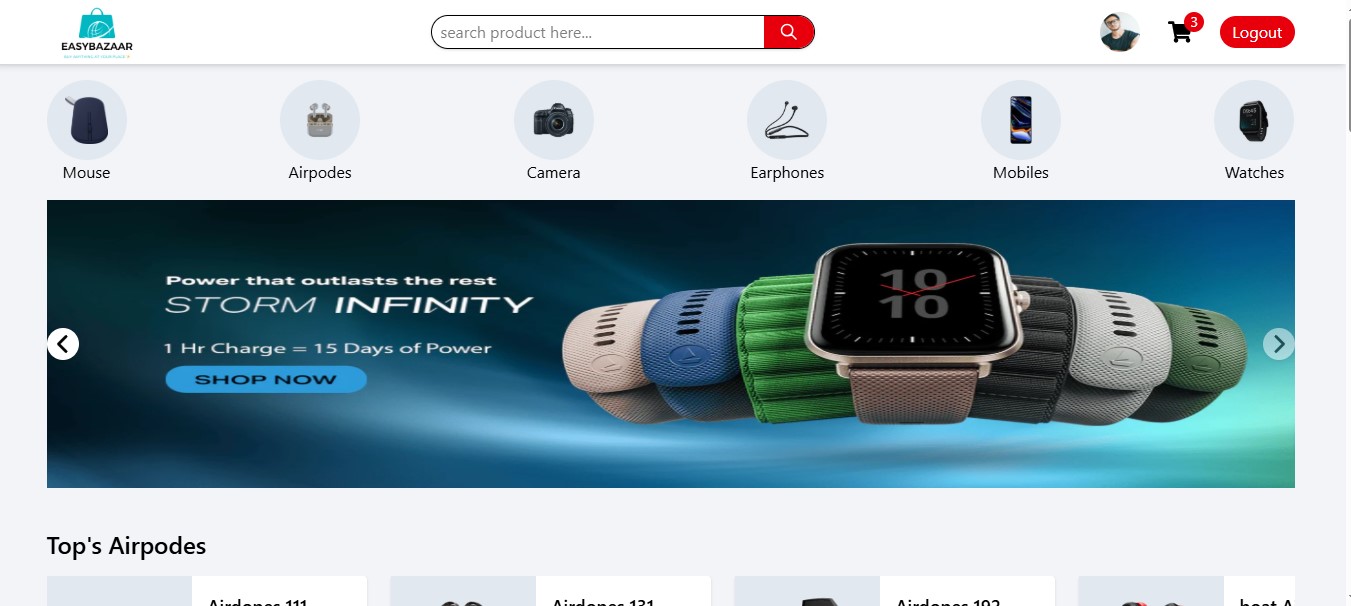 EASYBAZAAR
search product here...
3
Logout
Mouse
Airpodes
Camera
Earphones
Mobiles
Watches
Power that outlasts the rest
STORM INFINITY
1 Hr Charge = 15 Days of Power
SHOP NOW
10
10
Top's Airpodes
Airdopes 111
Airdopes 131
Airdopes 192
boat A